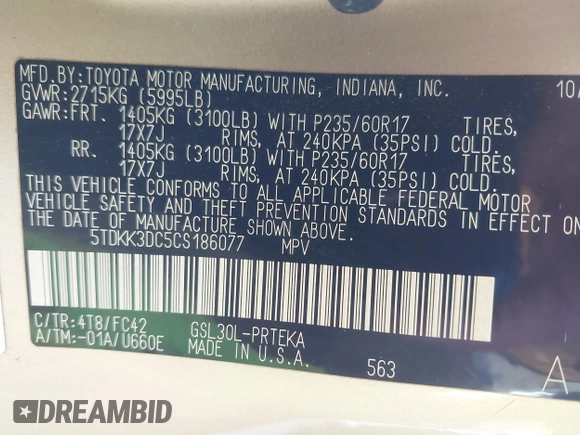 MFD.BY:TOYOTA MOTOR MANUFACTURING, INDIANA, INC. 10/
GVWR:2715KG (5995LB)
GAWR:FRT. 1405KG (3100LB) WITH P235/60R17 TIRES,
17X7J RIMS, AT 240KPA (35PSI) COLD.
RR. 1405KG (3100LB) WITH P235/60R17 TIRES,
17X7J RIMS, AT 240KPA (35PSI) COLD.
THIS VEHICLE CONFORMS TO ALL APPLICABLE FEDERAL MOTOR
VEHICLE SAFETY AND THEFT PREVENTION STANDARDS IN EFFECT ON
THE DATE OF MANUFACTURE SHOWN ABOVE.
5TDKK3DC5CS186077 MPV
C/TR:4T8/FC42 GSL30L-PRTEKA
A/TM:-01A/U660E MADE IN U.S.A. 563
A
DREAMBID